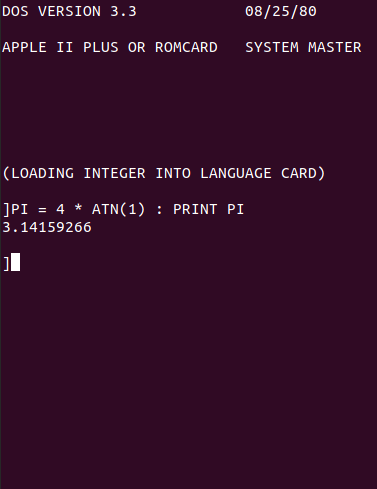 DOS VERSION 3.3 08/25/80
APPLE II PLUS OR ROMCARD SYSTEM MASTER
(LOADING INTEGER INTO LANGUAGE CARD)
]PI = 4 * ATN(1) : PRINT PI
3.14159266
]